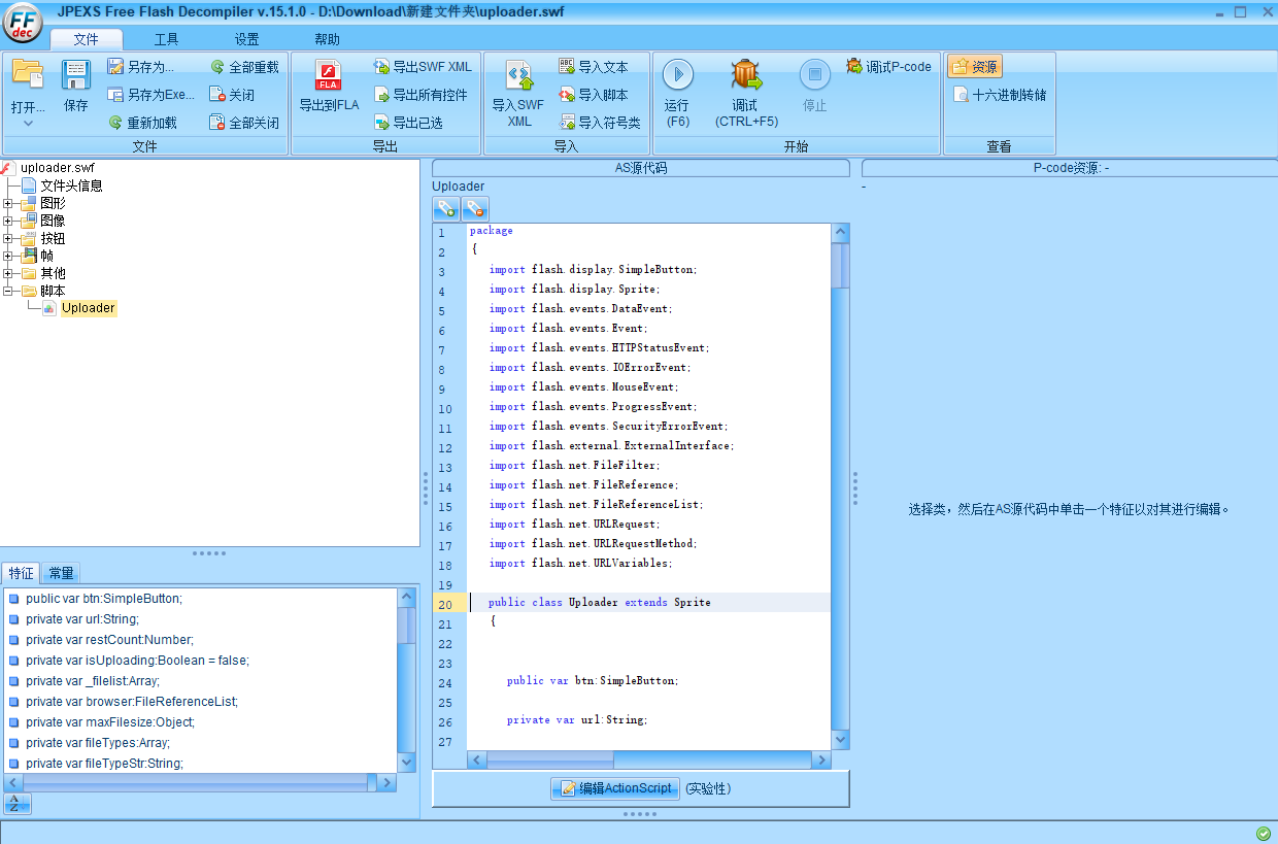 FF
dec
JPEXS Free Flash Decompiler v.15.1.0 - D:\Download\新建文件夹\uploader.swf
文件 工具 设置 帮助
打开...
保存
另存为...
另存为Exe...
重新加载
全部重载
关闭
全部关闭
文件
FLA
导出到FLA
导出SWF XML
导出所有控件
导出已选
导出
导入SWF
XML
导入文本
导入脚本
导入符号类
导入
运行
(F6)
调试
(CTRL+F5)
停止
调试P-code
开始
资源
十六进制转储
查看
uploader.swf
文件头信息
图形
图像
按钮
帧
其他
脚本
Uploader
特征 常量
public var btn:SimpleButton;
private var url:String;
private var restCount:Number;
private var isUploading:Boolean = false;
private var _filelist:Array;
private var browser:FileReferenceList;
private var maxFilesize:Object;
private var fileTypes:Array;
private var fileTypeStr:String;
AS源代码
Uploader
1 package
2 {
3 import flash.display.SimpleButton;
4 import flash.display.Sprite;
5 import flash.events.DataEvent;
6 import flash.events.Event;
7 import flash.events.HTTPStatusEvent;
8 import flash.events.IOErrorEvent;
9 import flash.events.MouseEvent;
10 import flash.events.ProgressEvent;
11 import flash.events.SecurityErrorEvent;
12 import flash.external.ExternalInterface;
13 import flash.net.FileFilter;
14 import flash.net.FileReference;
15 import flash.net.FileReferenceList;
16 import flash.net.URLRequest;
17 import flash.net.URLRequestMethod;
18 import flash.net.URLVariables;
19
20 public class Uploader extends Sprite
21 {
22
23
24 public var btn:SimpleButton;
25
26 private var url:String;
27
编辑ActionScript (实验性)
P-code资源: -
-
选择类，然后在AS源代码中单击一个特征以对其进行编辑。